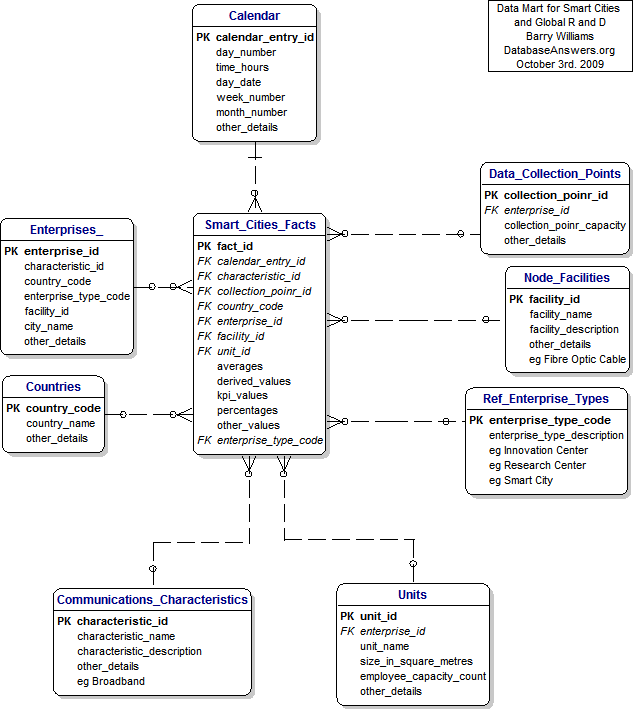 Calendar
PK calendar_entry_id
day_number
time_hours
day_date
week_number
month_number
other_details
Data Mart for Smart Cities
and Global R and D
Barry Williams
DatabaseAnswers.org
October 3rd. 2009
Data_Collection_Points
PK collection_poinr_id
FK enterprise_id
collection_poinr_capacity
other_details
Enterprises_
PK enterprise_id
characteristic_id
country_code
enterprise_type_code
facility_id
city_name
other_details
Smart_Cities_Facts
PK fact_id
FK calendar_entry_id
FK characteristic_id
FK collection_poinr_id
FK country_code
FK enterprise_id
FK facility_id
FK unit_id
averages
derived_values
kpi_values
percentages
other_values
FK enterprise_type_code
Node_Facilities
PK facility_id
facility_name
facility_description
other_details
eg Fibre Optic Cable
Countries
PK country_code
country_name
other_details
Ref_Enterprise_Types
PK enterprise_type_code
enterprise_type_description
eg Innovation Center
eg Research Center
eg Smart City
Communications_Characteristics
PK characteristic_id
characteristic_name
characteristic_description
other_details
eg Broadband
Units
PK unit_id
FK enterprise_id
unit_name
size_in_square_metres
employee_capacity_count
other_details